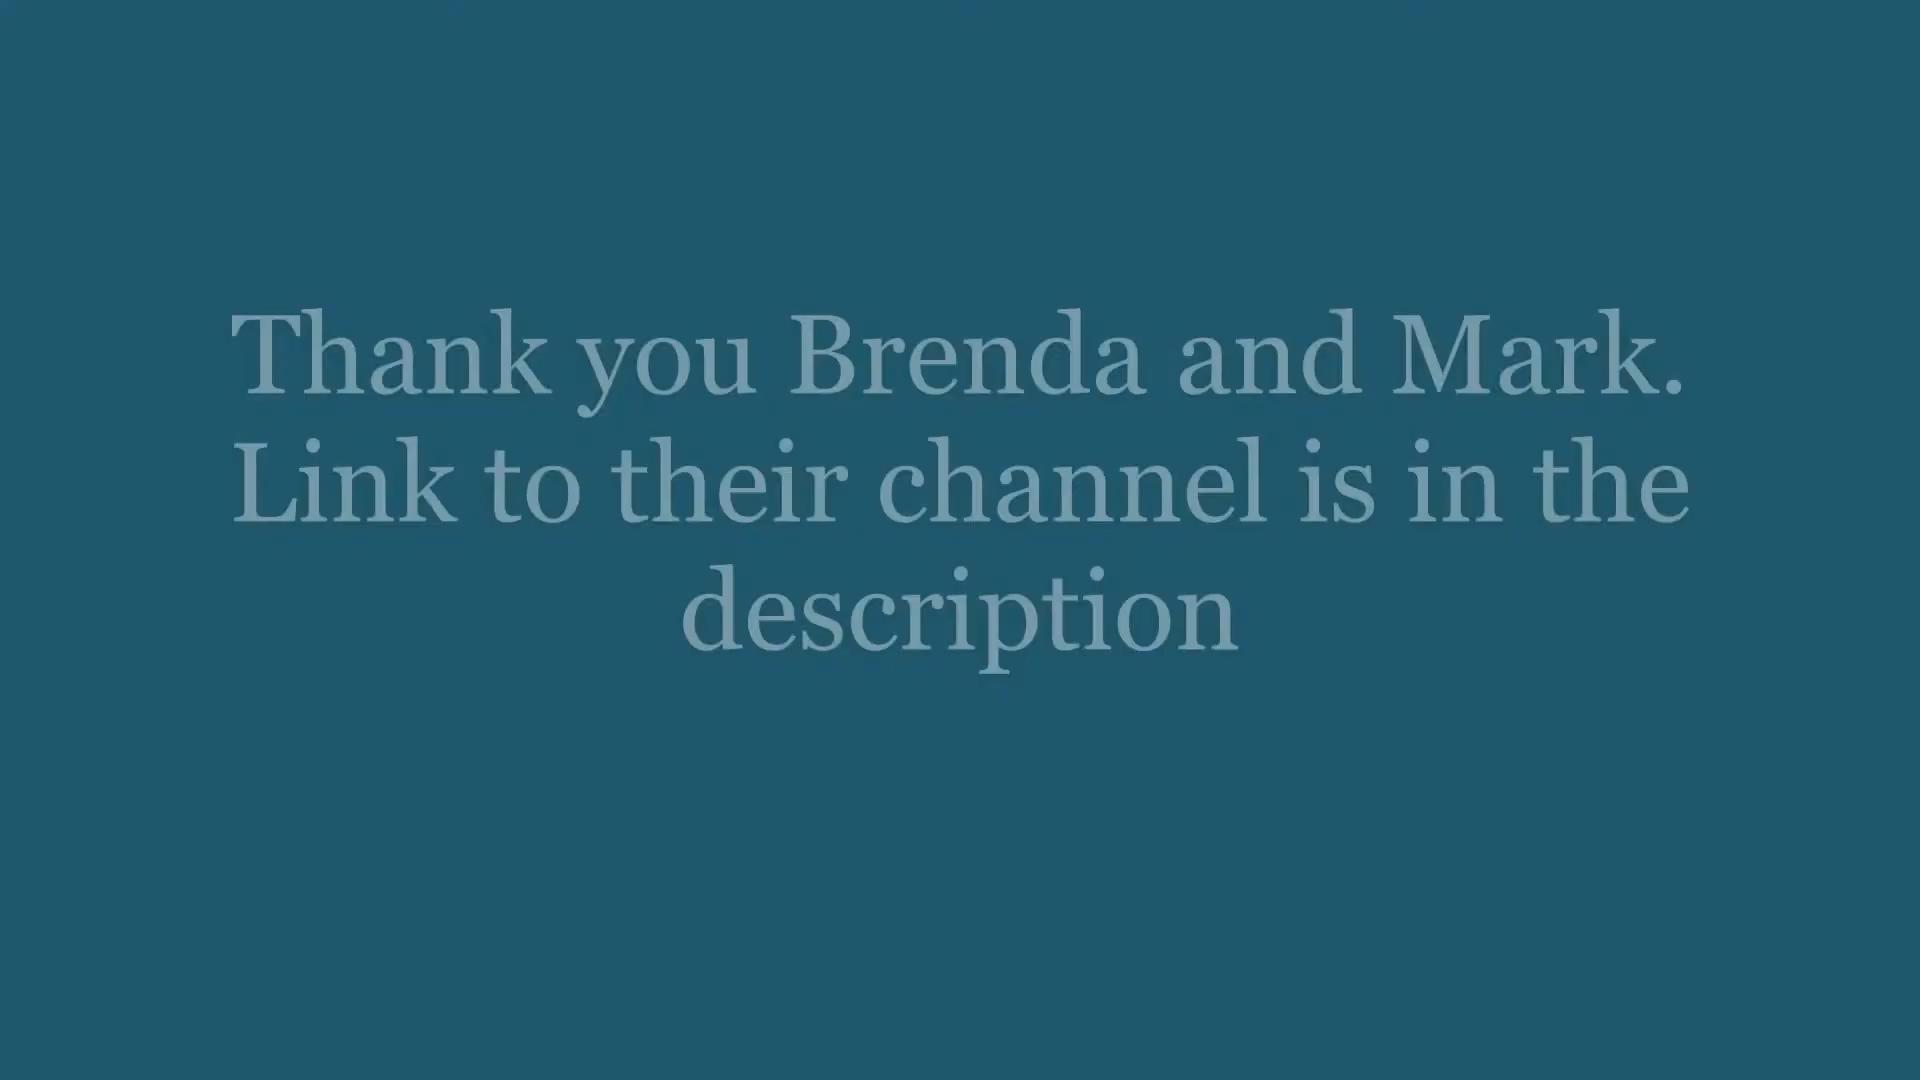 Thank you Brenda and Mark.
Link to their channel is in the
description